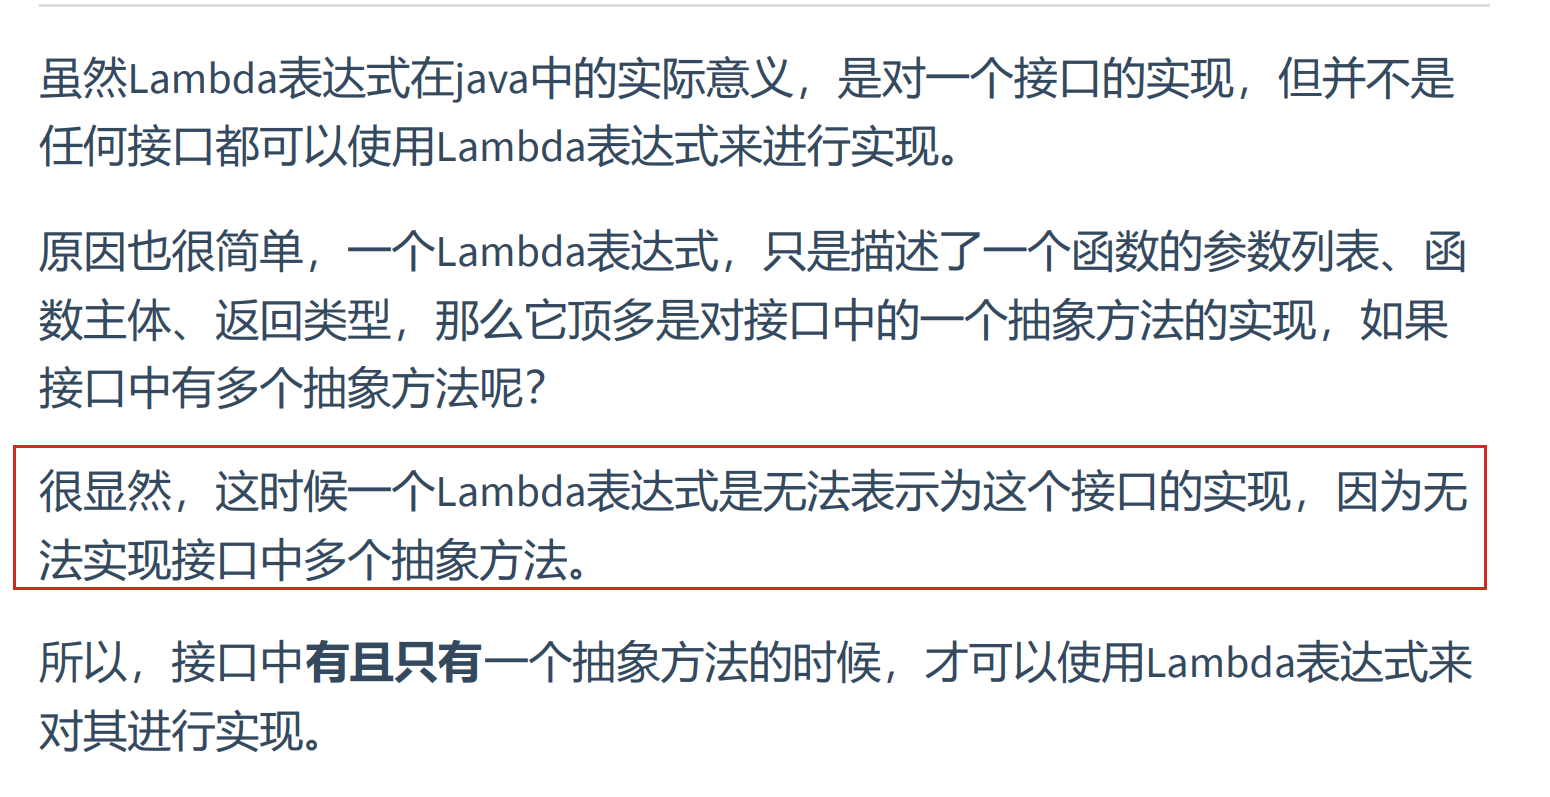 虽然Lambda表达式在java中的实际意义，是对一个接口的实现，但并不是
任何接口都可以使用Lambda表达式来进行实现。
原因也很简单，一个Lambda表达式，只是描述了一个函数的参数列表、函
数主体、返回类型，那么它顶多是对接口中的一个抽象方法的实现，如果
接口中有多个抽象方法呢？
很显然，这时候一个Lambda表达式是无法表示为这个接口的实现，因为无
法实现接口中多个抽象方法。
所以，接口中有且只有一个抽象方法的时候，才可以使用Lambda表达式来
对其进行实现。